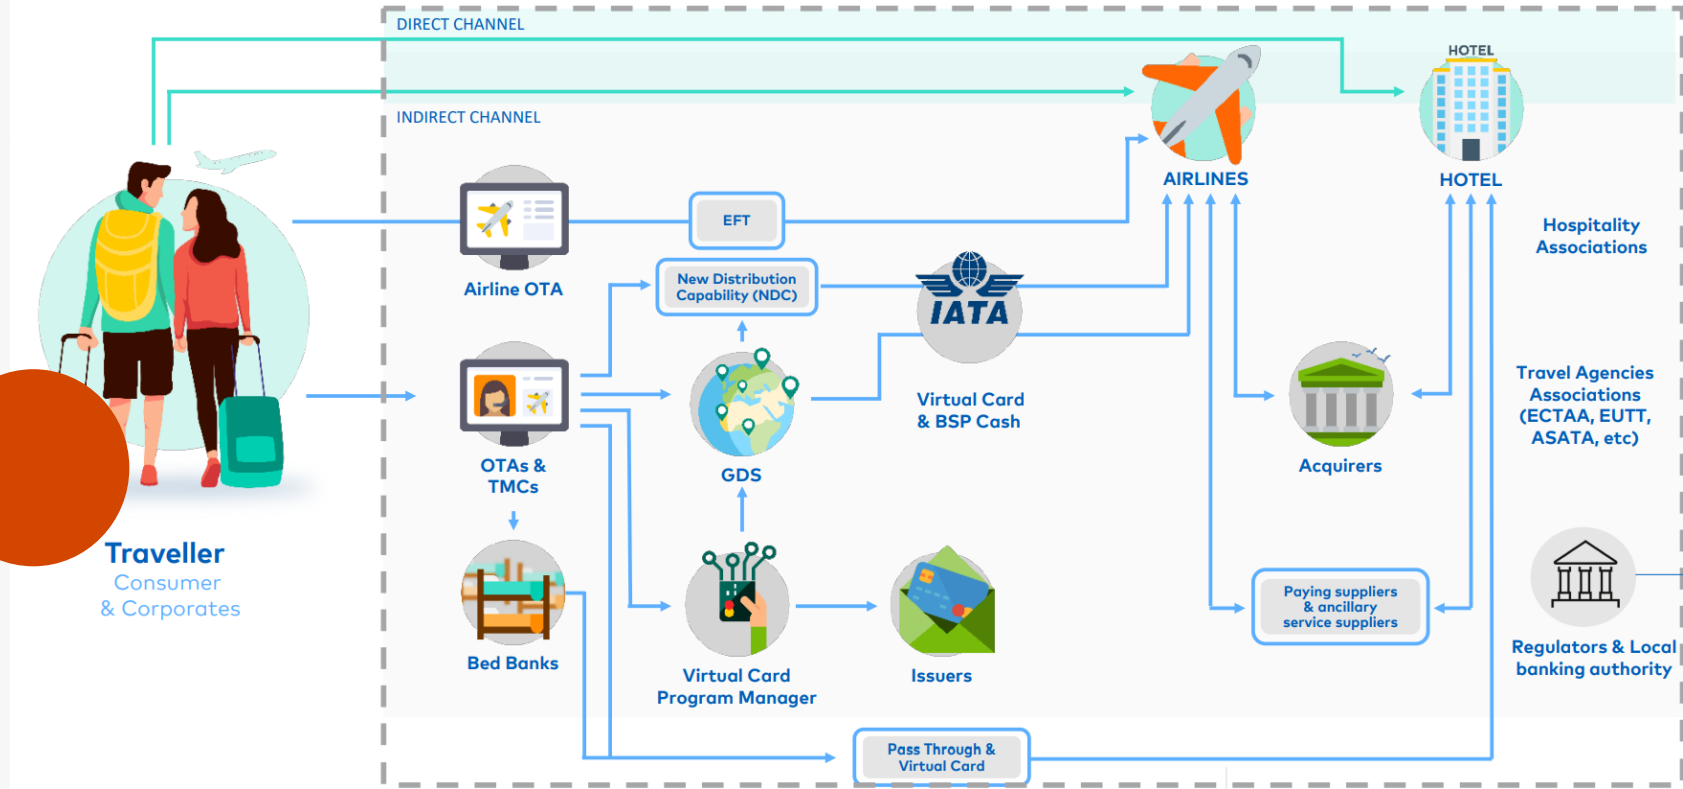 DIRECT CHANNEL
HOTEL
INDIRECT CHANNEL
AIRLINES
HOTEL
EFT
Hospitality
Associations
Airline OTA
New Distribution
Capability (NDC)
IATA
OTAs &
TMCs
GDS
Virtual Card
& BSP Cash
Acquirers
Travel Agencies
Associations
(ECTAA, EUTT,
ASATA, etc)
Traveller
Consumer
& Corporates
Bed Banks
Virtual Card
Program Manager
Issuers
Paying suppliers
& ancillary
service suppliers
Regulators & Local
banking authority
Pass Through &
Virtual Card